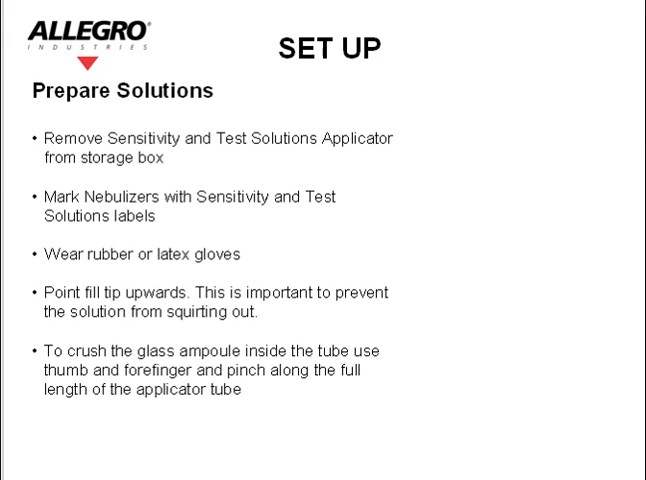 ALLEGRO®
INDUSTRIES
SET UP
Prepare Solutions
• Remove Sensitivity and Test Solutions Applicator
from storage box
• Mark Nebulizers with Sensitivity and Test
Solutions labels
• Wear rubber or latex gloves
• Point fill tip upwards. This is important to prevent
the solution from squirting out.
• To crush the glass ampoule inside the tube use
thumb and forefinger and pinch along the full
length of the applicator tube